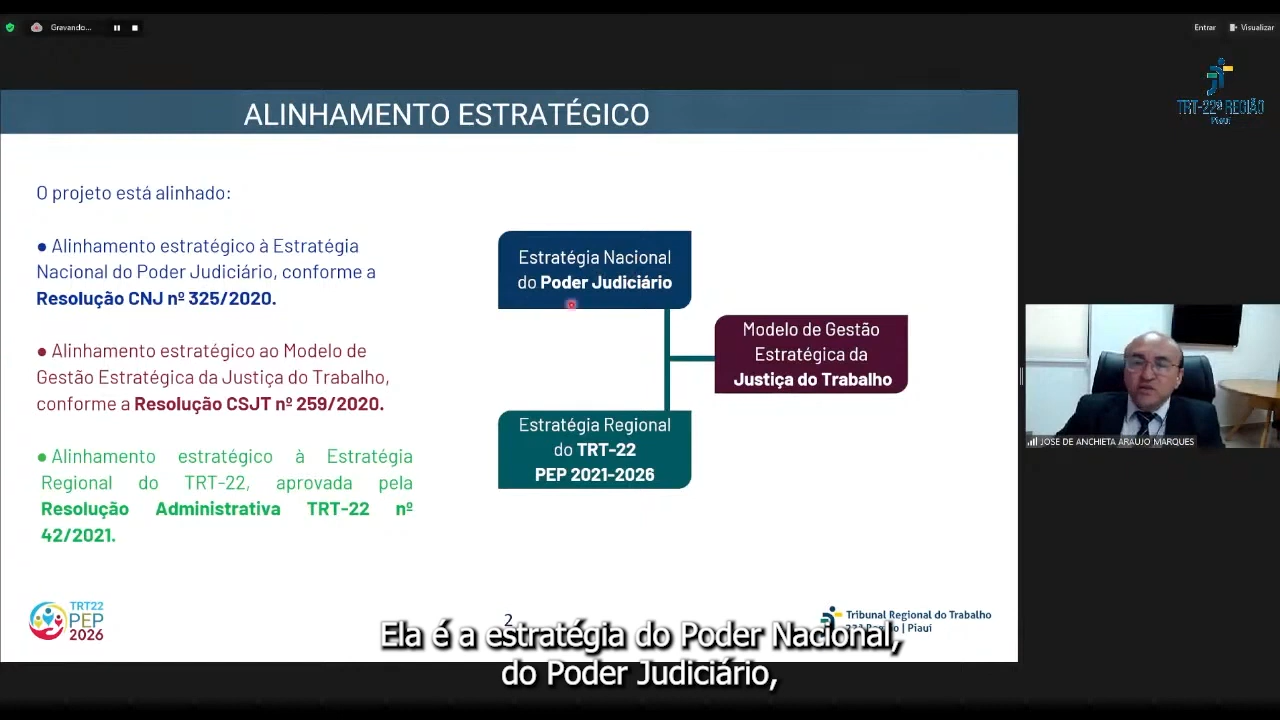 Gravando...
Entrar
Visualizar
TRT-22ª REGIÃO
Piauí
ALINHAMENTO ESTRATÉGICO
O projeto está alinhado:
● Alinhamento estratégico à Estratégia
Nacional do Poder Judiciário, conforme a
Resolução CNJ nº 325/2020.
● Alinhamento estratégico ao Modelo de
Gestão Estratégica da Justiça do Trabalho,
conforme a Resolução CSJT nº 259/2020.
● Alinhamento estratégico à Estratégia
Regional do TRT-22, aprovada pela
Resolução Administrativa TRT-22 nº
42/2021.
Estratégia Nacional
do Poder Judiciário
Modelo de Gestão
Estratégica da
Justiça do Trabalho
Estratégia Regional
do TRT-22
PEP 2021-2026
JOSE DE ANCHIETA ARAUJO MARQUES
TRT22
PEP
2026
2
Tribunal Regional do Trabalho
22ª Região | Piauí
Ela é a estratégia do Poder Nacional,
do Poder Judiciário,